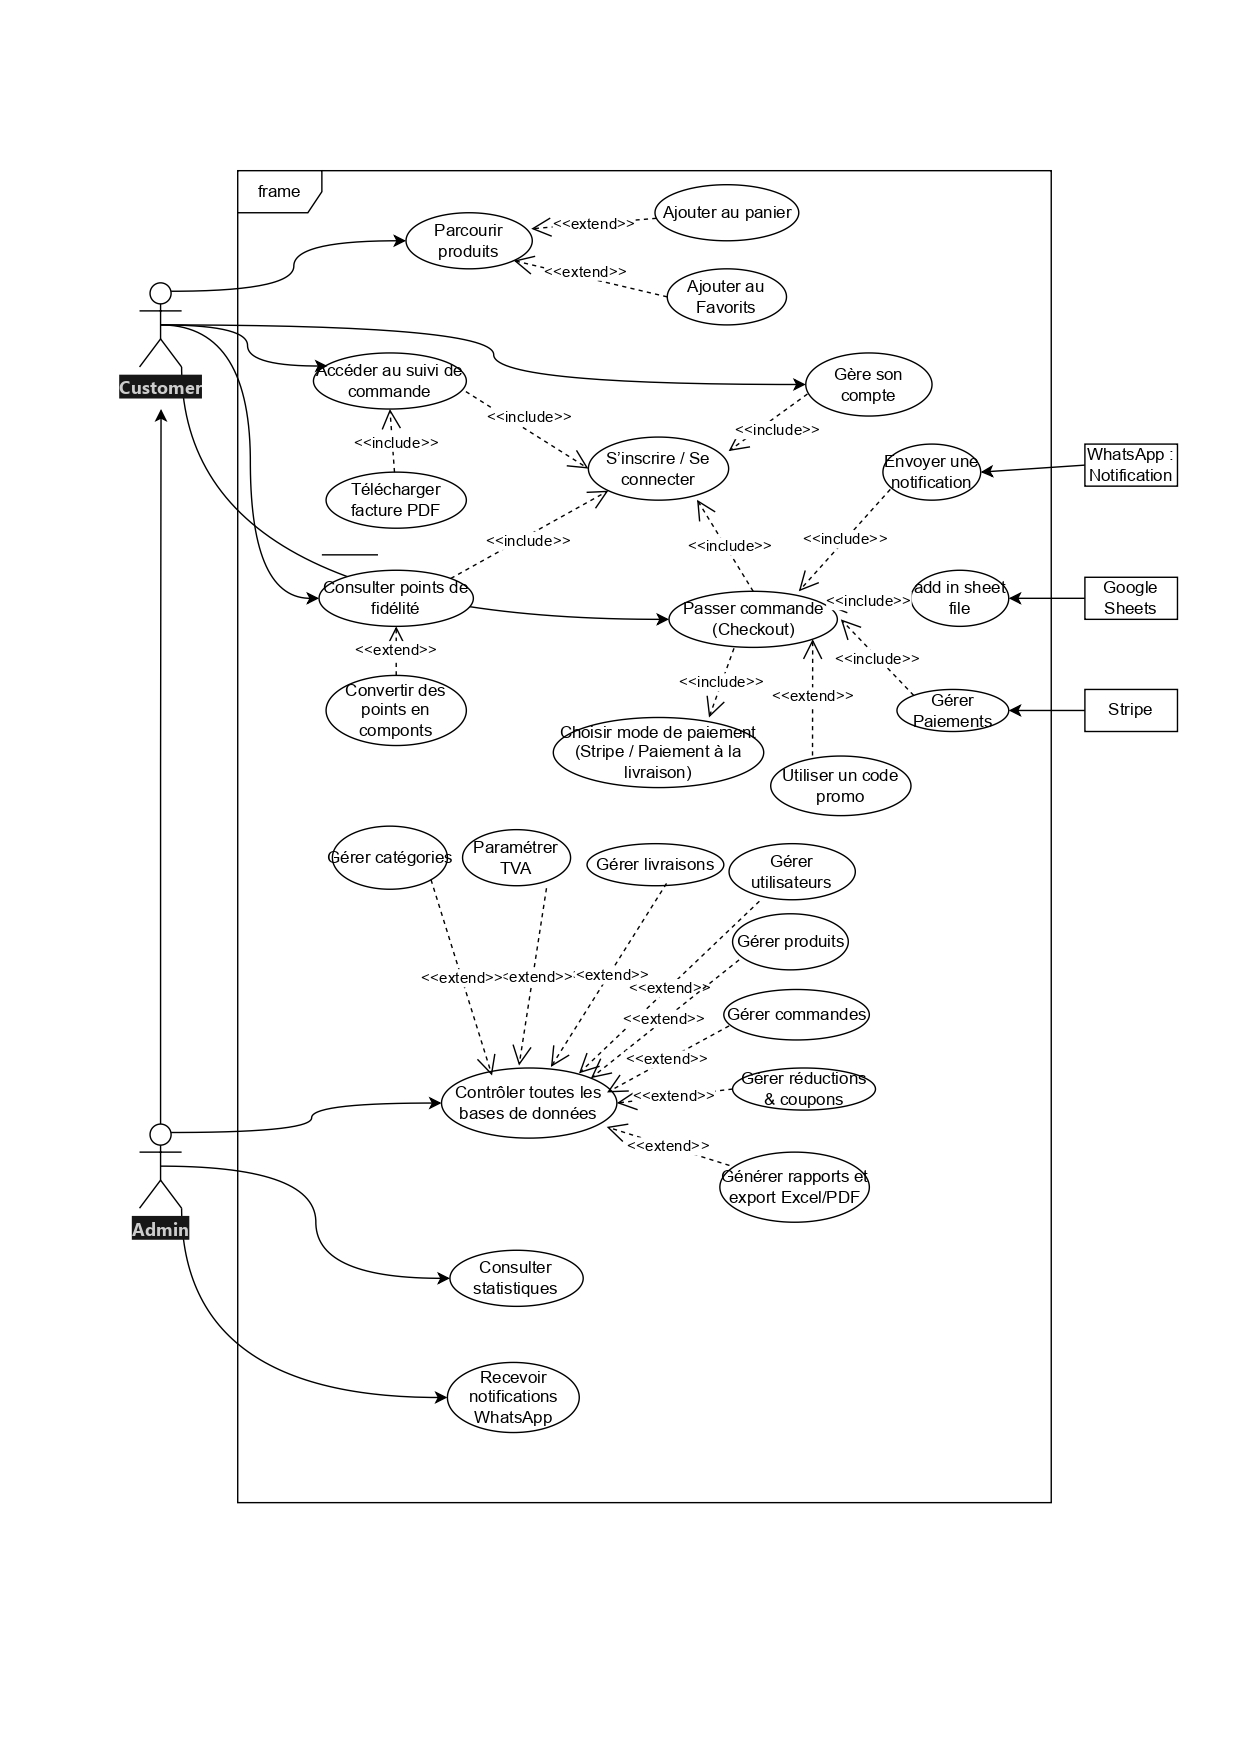 frame
Ajouter au panier
Parcourir
produits
<<extend>>
<<extend>>
Ajouter au
Favorits
Customer
Accéder au suivi de
commande
Gère son
compte
<<include>>
<<include>>
<<include>>
S'inscrire / Se
connecter
Envoyer une
notification
WhatsApp :
Notification
Télécharger
facture PDF
<<include>>
<<include>>
<<include>>
Consulter points de
fidélité
Passer commande
(Checkout)
<<include>>
add in sheet
file
Google
Sheets
<<extend>>
<<include>>
<<include>>
<<extend>>
Convertir des
points en
componts
Gérer
Paiements
Stripe
Choisir mode de paiement
(Stripe / Paiement à la
livraison)
Utiliser un code
promo
Gérer catégories
Paramétrer
TVA
Gérer livraisons
Gérer
utilisateurs
Gérer produits
<<extend>>
<<extend>>
<<extend>>
<<extend>>
<<extend>>
Gérer commandes
<<extend>>
Contrôler toutes les
bases de données
<<extend>>
Gérer réductions
& coupons
<<extend>>
Générer rapports et
export Excel/PDF
Admin
Consulter
statistiques
Recevoir
notifications
WhatsApp